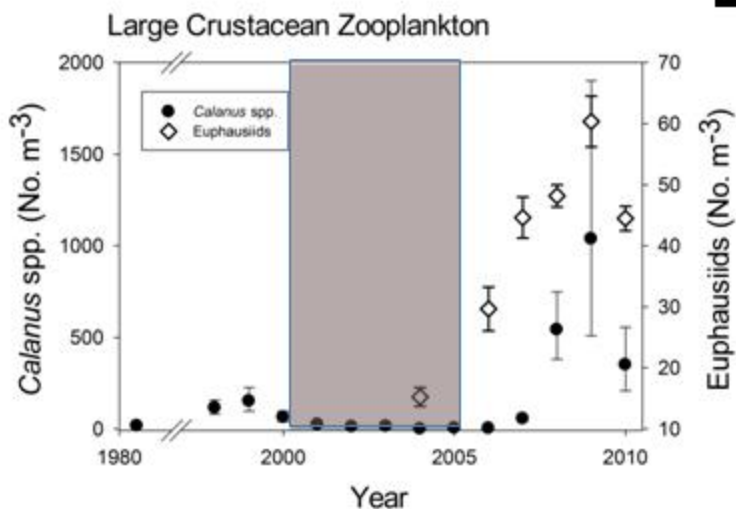 Large Crustacean Zooplankton
2000
1500
1000
500
0
Calanus spp. (No. m-3)
Calanus spp.
Euphausiids
70
60
50
40
30
20
10
Euphausiids (No. m-3)
1980
2000
2005
2010
Year